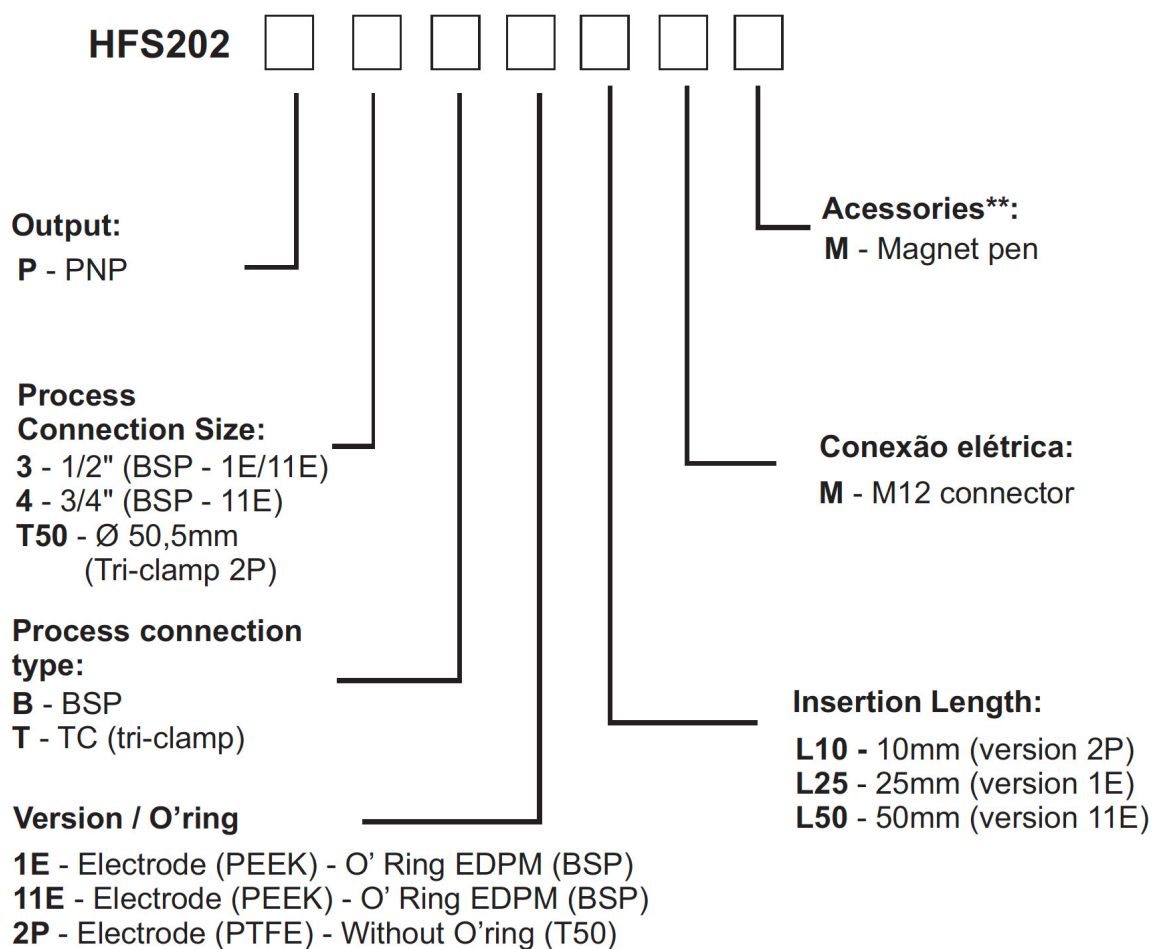 HFS202
Output:
P - PNP
Process
Connection Size:
3 - 1/2" (BSP - 1E/11E)
4 - 3/4" (BSP - 11E)
T50 - Ø 50,5mm
(Tri-clamp 2P)
Process connection
type:
B - BSP
T - TC (tri-clamp)
Version / O’ring
1E - Electrode (PEEK) - O’ Ring EDPM (BSP)
11E - Electrode (PEEK) - O’ Ring EDPM (BSP)
2P - Electrode (PTFE) - Without O’ring (T50)
Acessories**:
M - Magnet pen
Conexão elétrica:
M - M12 connector
Insertion Length:
L10 - 10mm (version 2P)
L25 - 25mm (version 1E)
L50 - 50mm (version 11E)